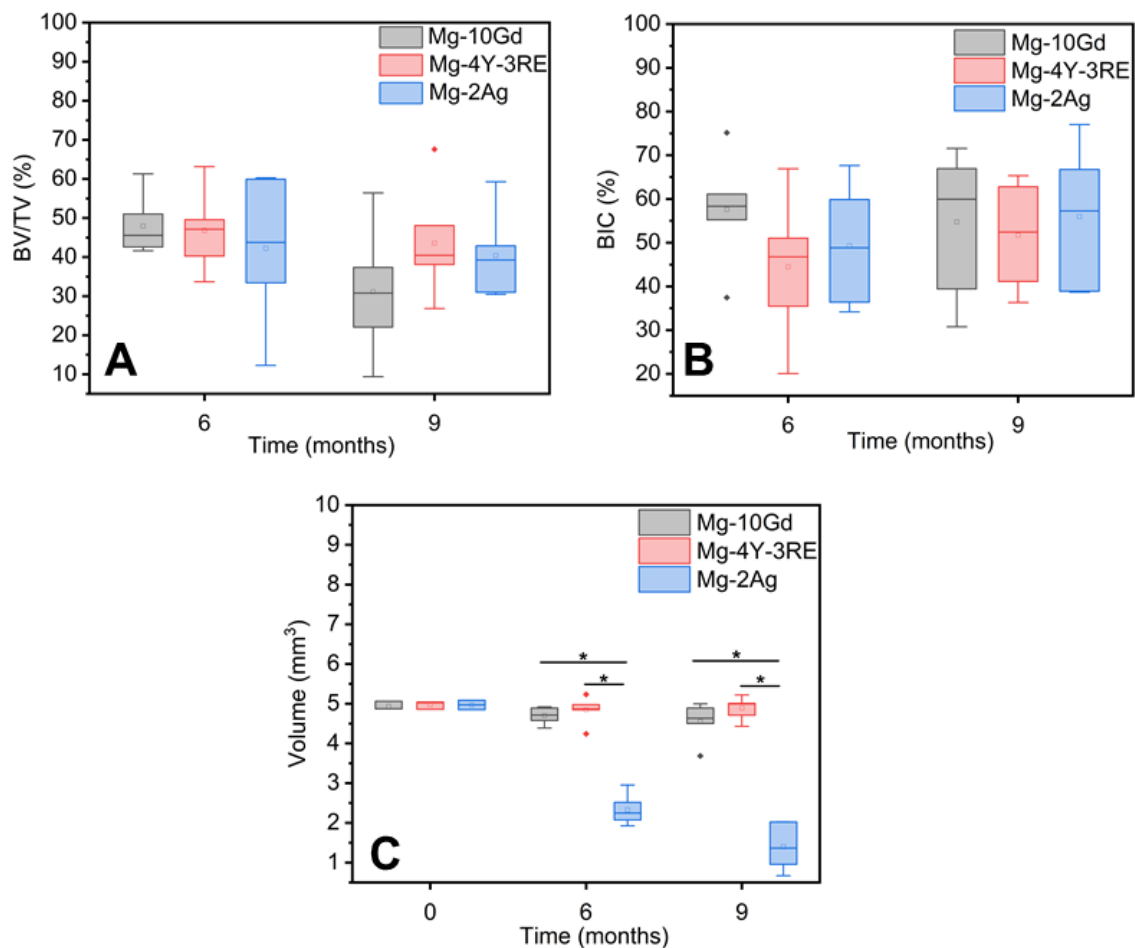 100
90
80
70
60
50
40
30
20
10
BV/TV (%)
Mg-10Gd
Mg-4Y-3RE
Mg-2Ag
A
6
9
Time (months)
100
90
80
70
60
50
40
30
20
BIC (%)
Mg-10Gd
Mg-4Y-3RE
Mg-2Ag
B
6
9
Time (months)
10
9
8
7
6
5
4
3
2
1
Volume (mm³)
Mg-10Gd
Mg-4Y-3RE
Mg-2Ag
*
*
*
*
C
0
6
9
Time (months)